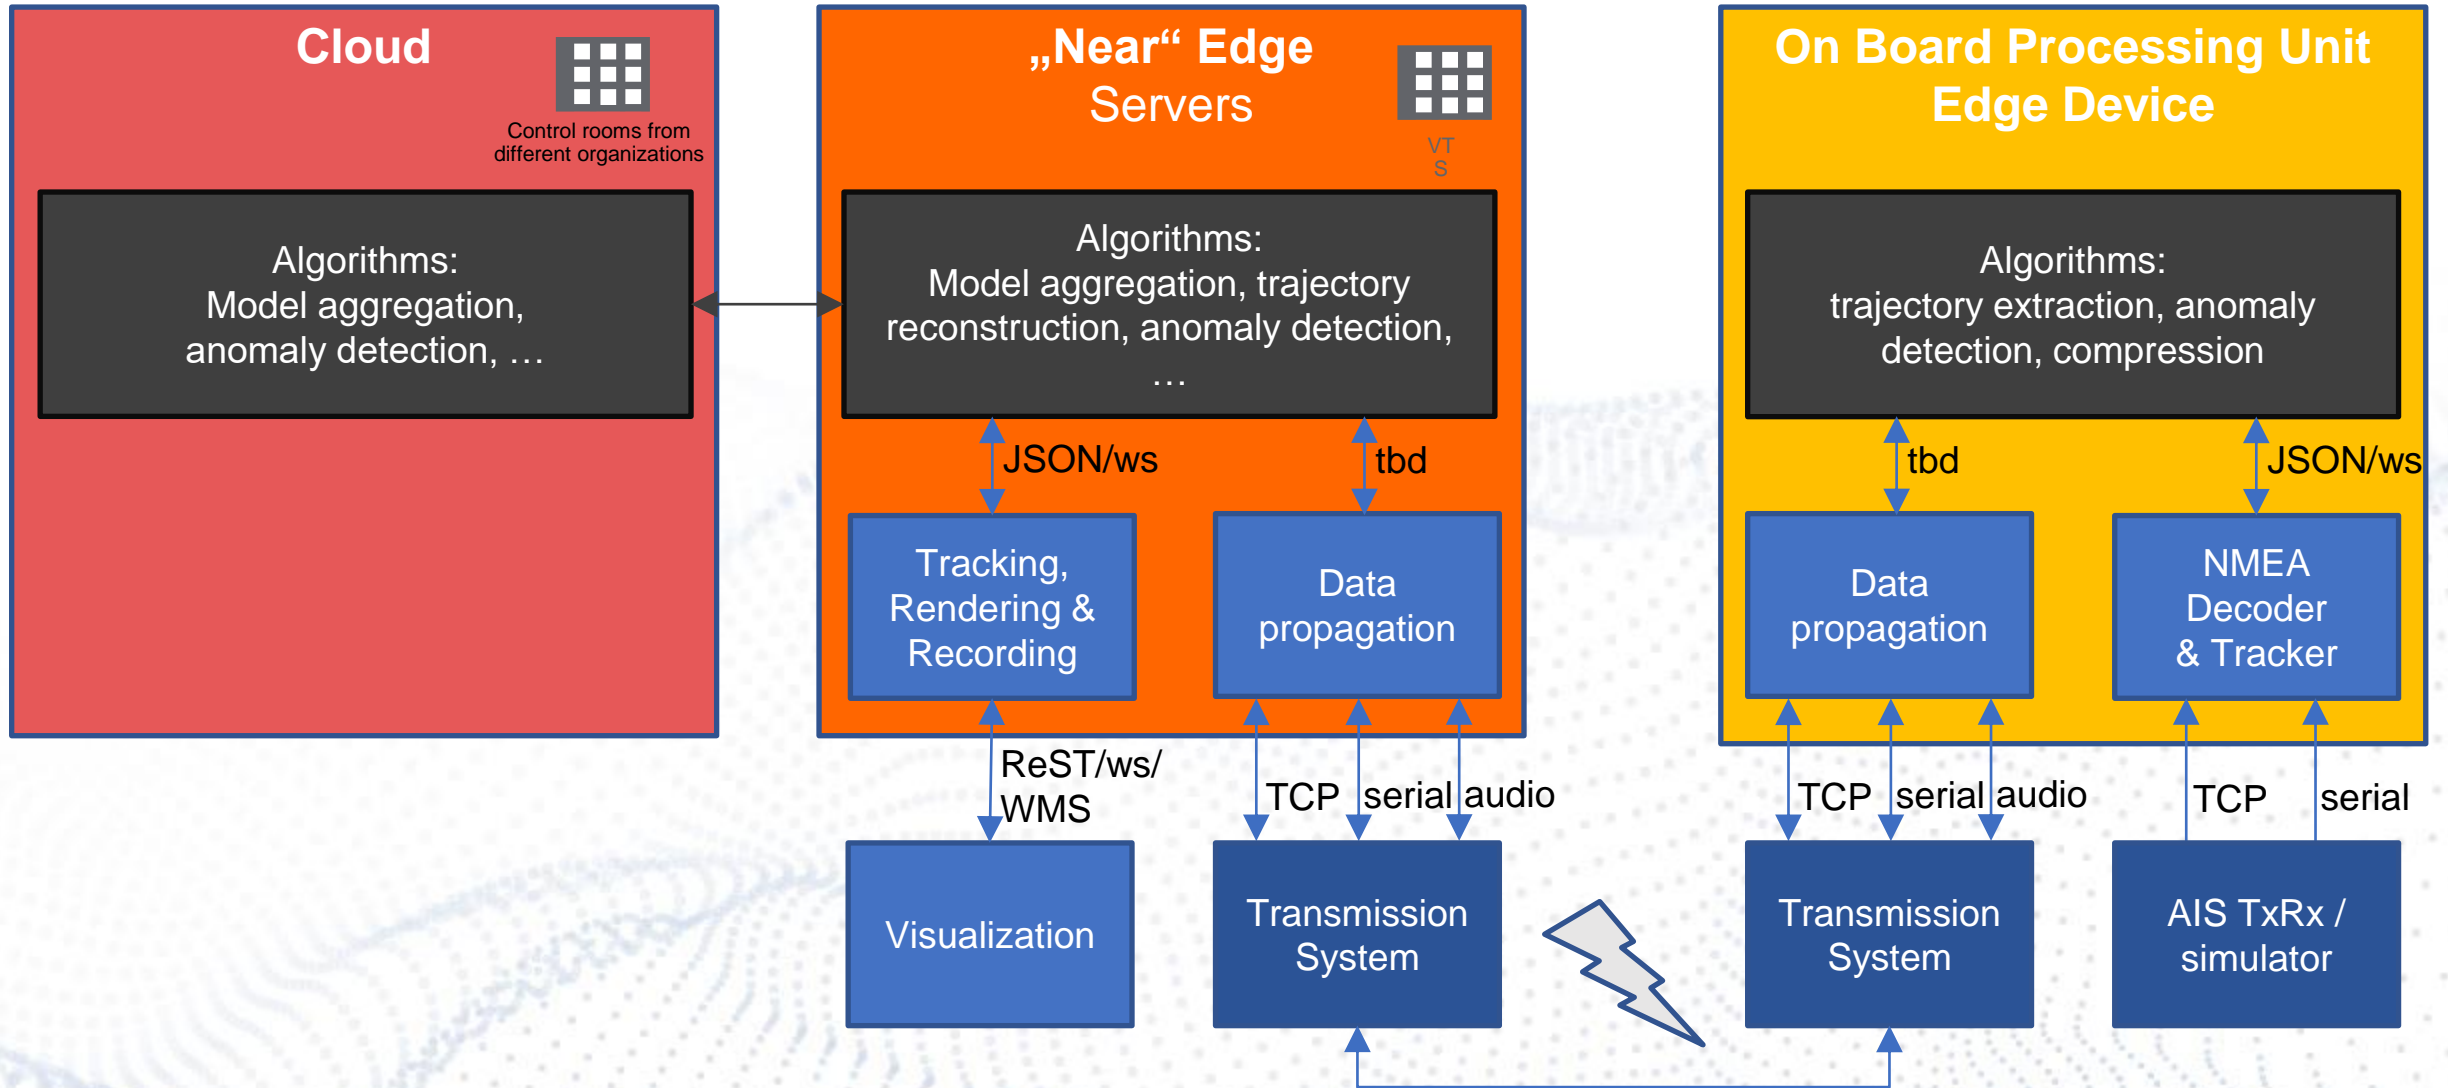 Cloud
Control rooms from
different organizations
Algorithms:
Model aggregation,
anomaly detection, …
„Near“ Edge
Servers
VT
S
Algorithms:
Model aggregation, trajectory
reconstruction, anomaly detection,
…
JSON/ws
tbd
Tracking,
Rendering &
Recording
Data
propagation
ReST/ws/
WMS
TCP
serial
audio
Visualization
Transmission
System
On Board Processing Unit
Edge Device
Algorithms:
trajectory extraction, anomaly
detection, compression
tbd
JSON/ws
Data
propagation
NMEA
Decoder
& Tracker
TCP
serial
audio
TCP
serial
Transmission
System
AIS TxRx /
simulator